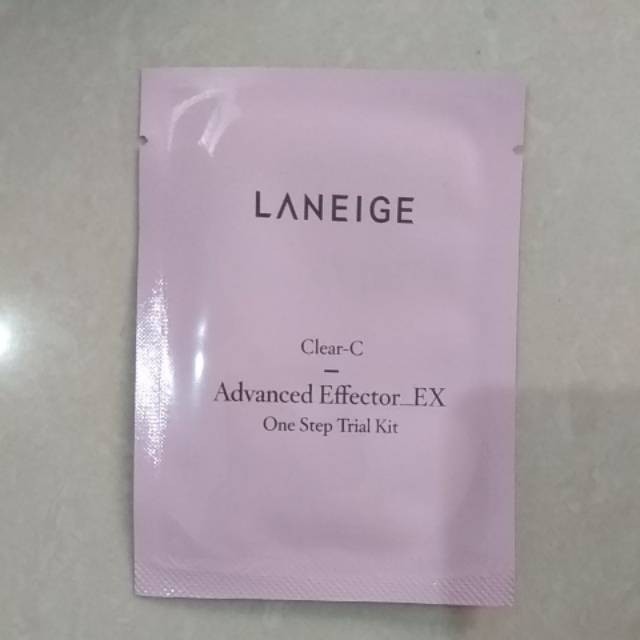 LANEIGE
Clear-C
Advanced Effector_EX
One Step Trial Kit